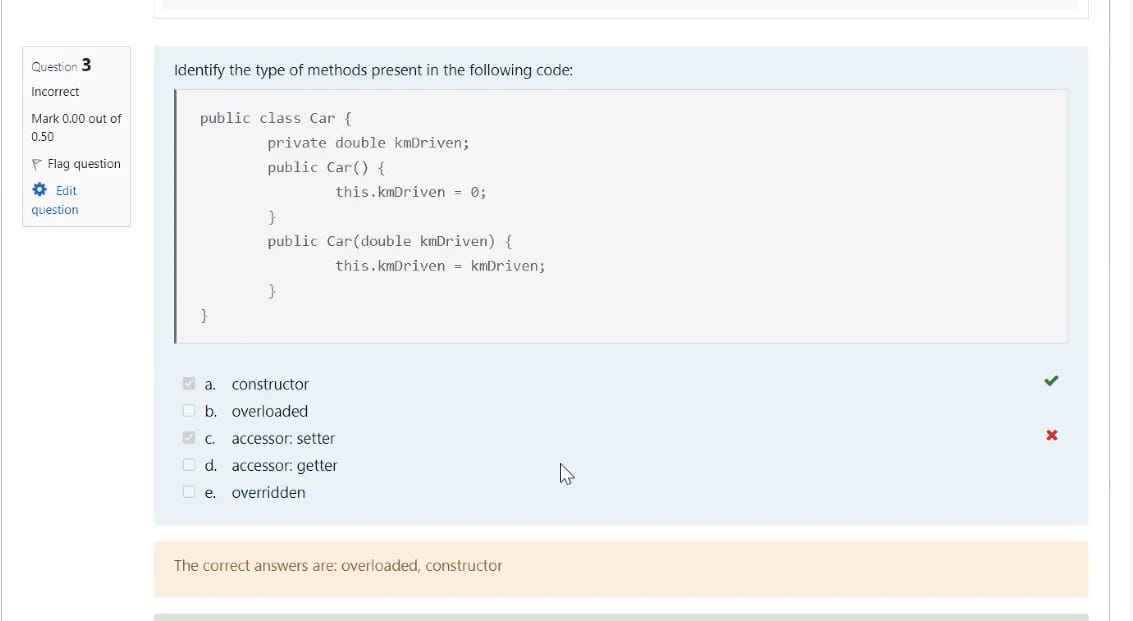 Question 3
Incorrect
Mark 0.00 out of
0.50
Flag question
Edit
question
Identify the type of methods present in the following code:
public class Car {
private double kmDriven;
public Car() {
this.kmDriven = 0;
}
public Car(double kmDriven) {
this.kmDriven = kmDriven;
}
}
a. constructor
b. overloaded
c. accessor: setter
d. accessor: getter
e. overridden
The correct answers are: overloaded, constructor